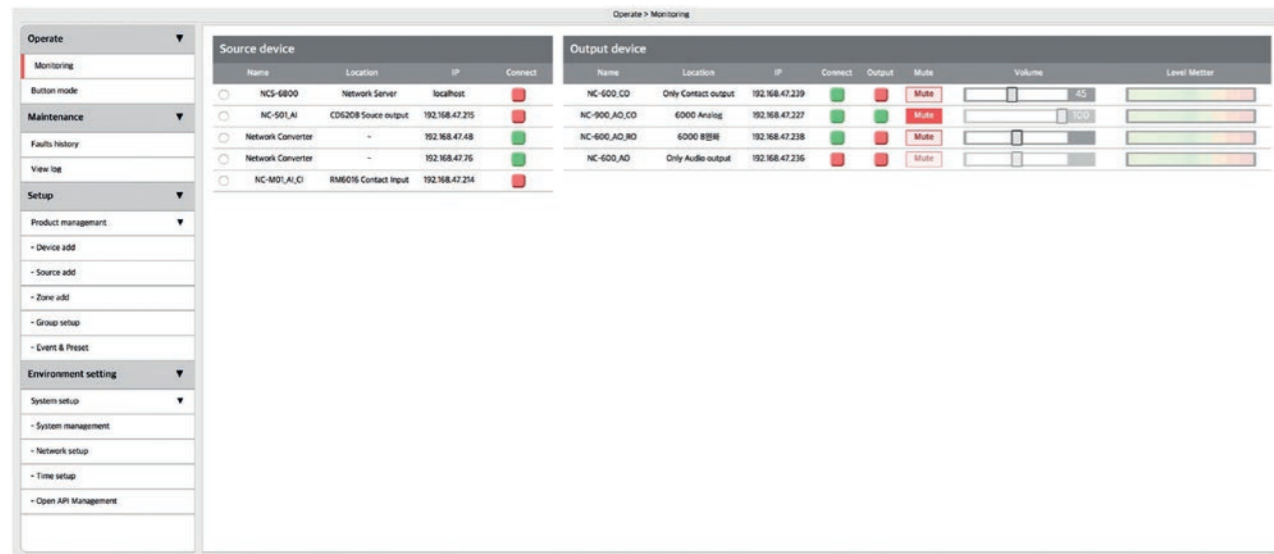 Operate > Monitoring
Operate ▼
Monitoring
Button mode
Maintenance ▼
Faults history
View log
Setup ▼
Product managemant ▼
- Device add
- Source add
- Zone add
- Group setup
- Event & Preset
Environment setting ▼
System setup ▼
- System management
- Network setup
- Time setup
- Open API Management
Source device
Name Location IP Connect
NCS-6800 Network Server localhost
NC-S01_AI CD6208 Souce output 192.168.47.215
Network Converter - 192.168.47.48
Network Converter - 192.168.47.76
NC-M01_AI_CI RM6016 Contact Input 192.168.47.214
Output device
Name Location IP Connect Output Mute Volume Level Metter
NC-600_CO Only Contact output 192.168.47.239 Mute 45
NC-900_AO_CO 6000 Analog 192.168.47.227 Mute 100
NC-600_AO_RO 6000 192.168.47.238 Mute
NC-600_AO Only Audio output 192.168.47.236 Mute